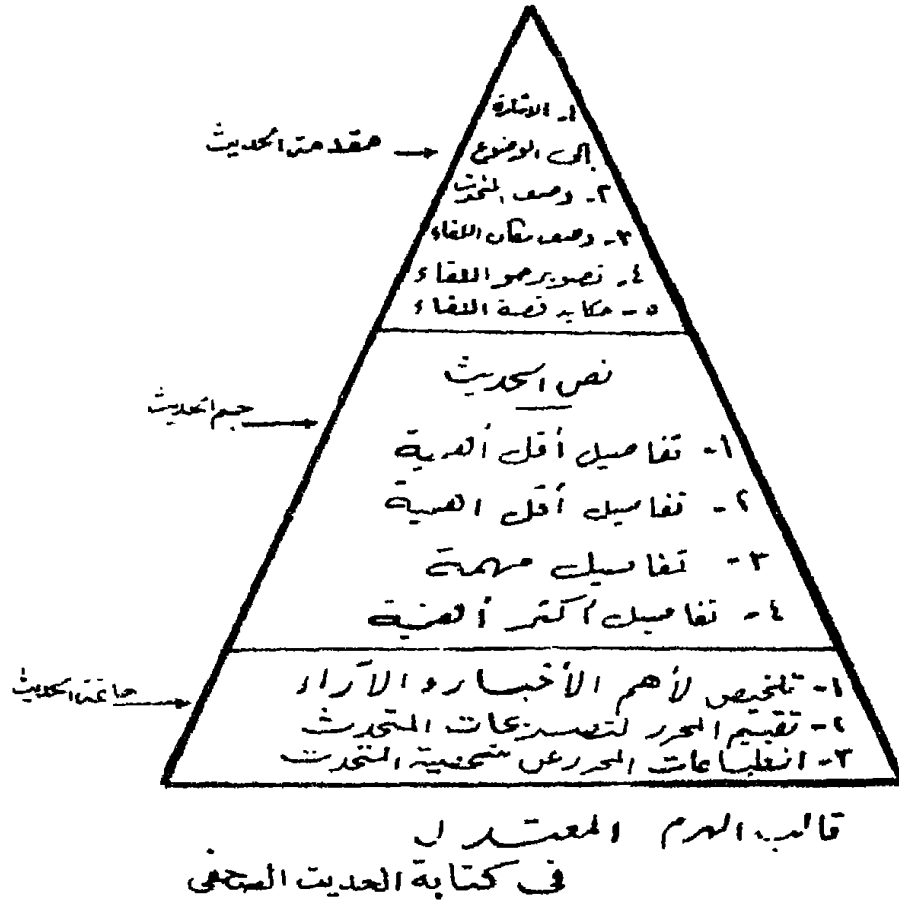 ١- الإشارة
مقدمة الحديث
إلى الموضوع
٢- وصف المتحدث
٣- وصف مكان اللقاء
٤- تصوير جو اللقاء
٥- حكاية قصة اللقاء
نص الحديث
جسم الحديث
١- تفاصيل أقل أهمية
٢- تفاصيل أقل اهمية
٣- تفاصيل مهمة
٤- تفاصيل أكثر أهمية
خاتمة الحديث
١- تلخيص لأهم الأخبار والآراء
٢- تقييم المحرر لتصريحات المتحدث
٣- انطباعات المحرر عن شخصية المتحدث
قالب الهرم المعتدل
في كتابة الحديث الصحفي